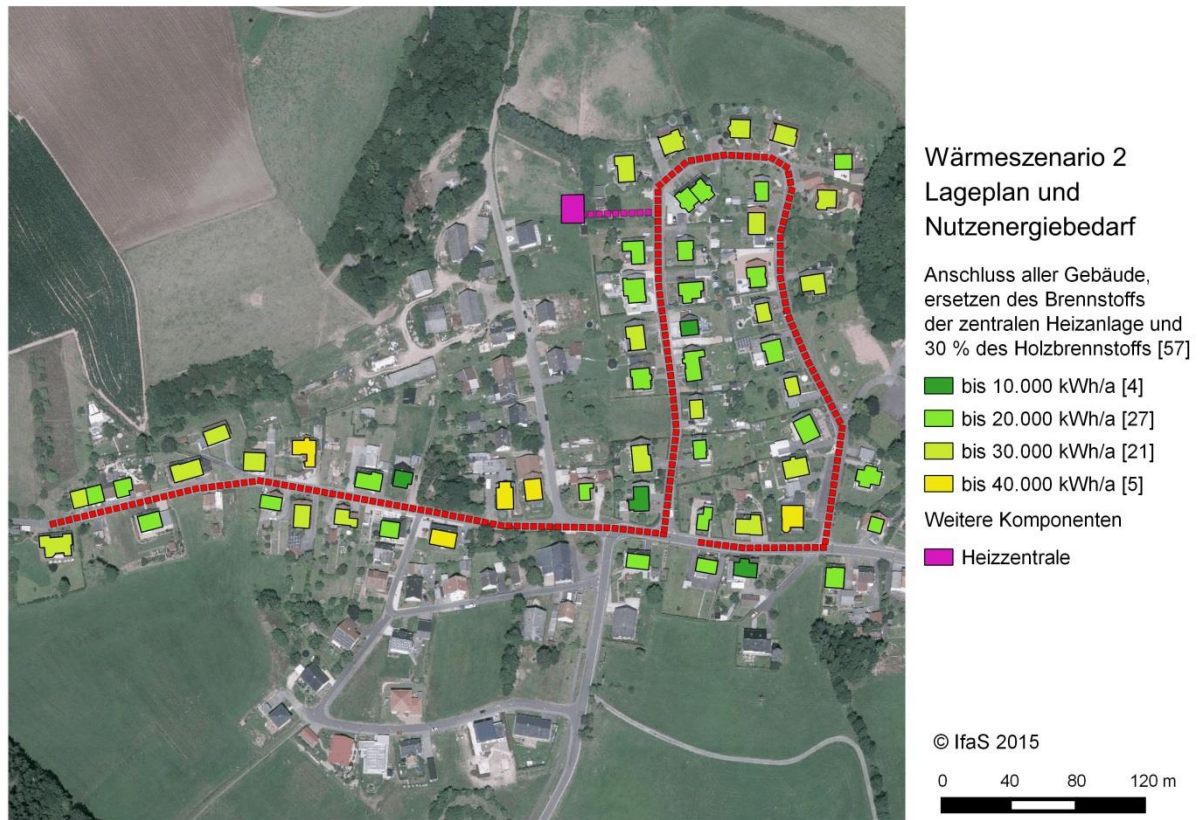 Wärmeszenario 2
Lageplan und
Nutzenergiebedarf
Anschluss aller Gebäude,
ersetzen des Brennstoffs
der zentralen Heizanlage und
30 % des Holzbrennstoffs [57]
bis 10.000 kWh/a [4]
bis 20.000 kWh/a [27]
bis 30.000 kWh/a [21]
bis 40.000 kWh/a [5]
Weitere Komponenten
Heizzentrale
© IfaS 2015
0 40 80 120 m